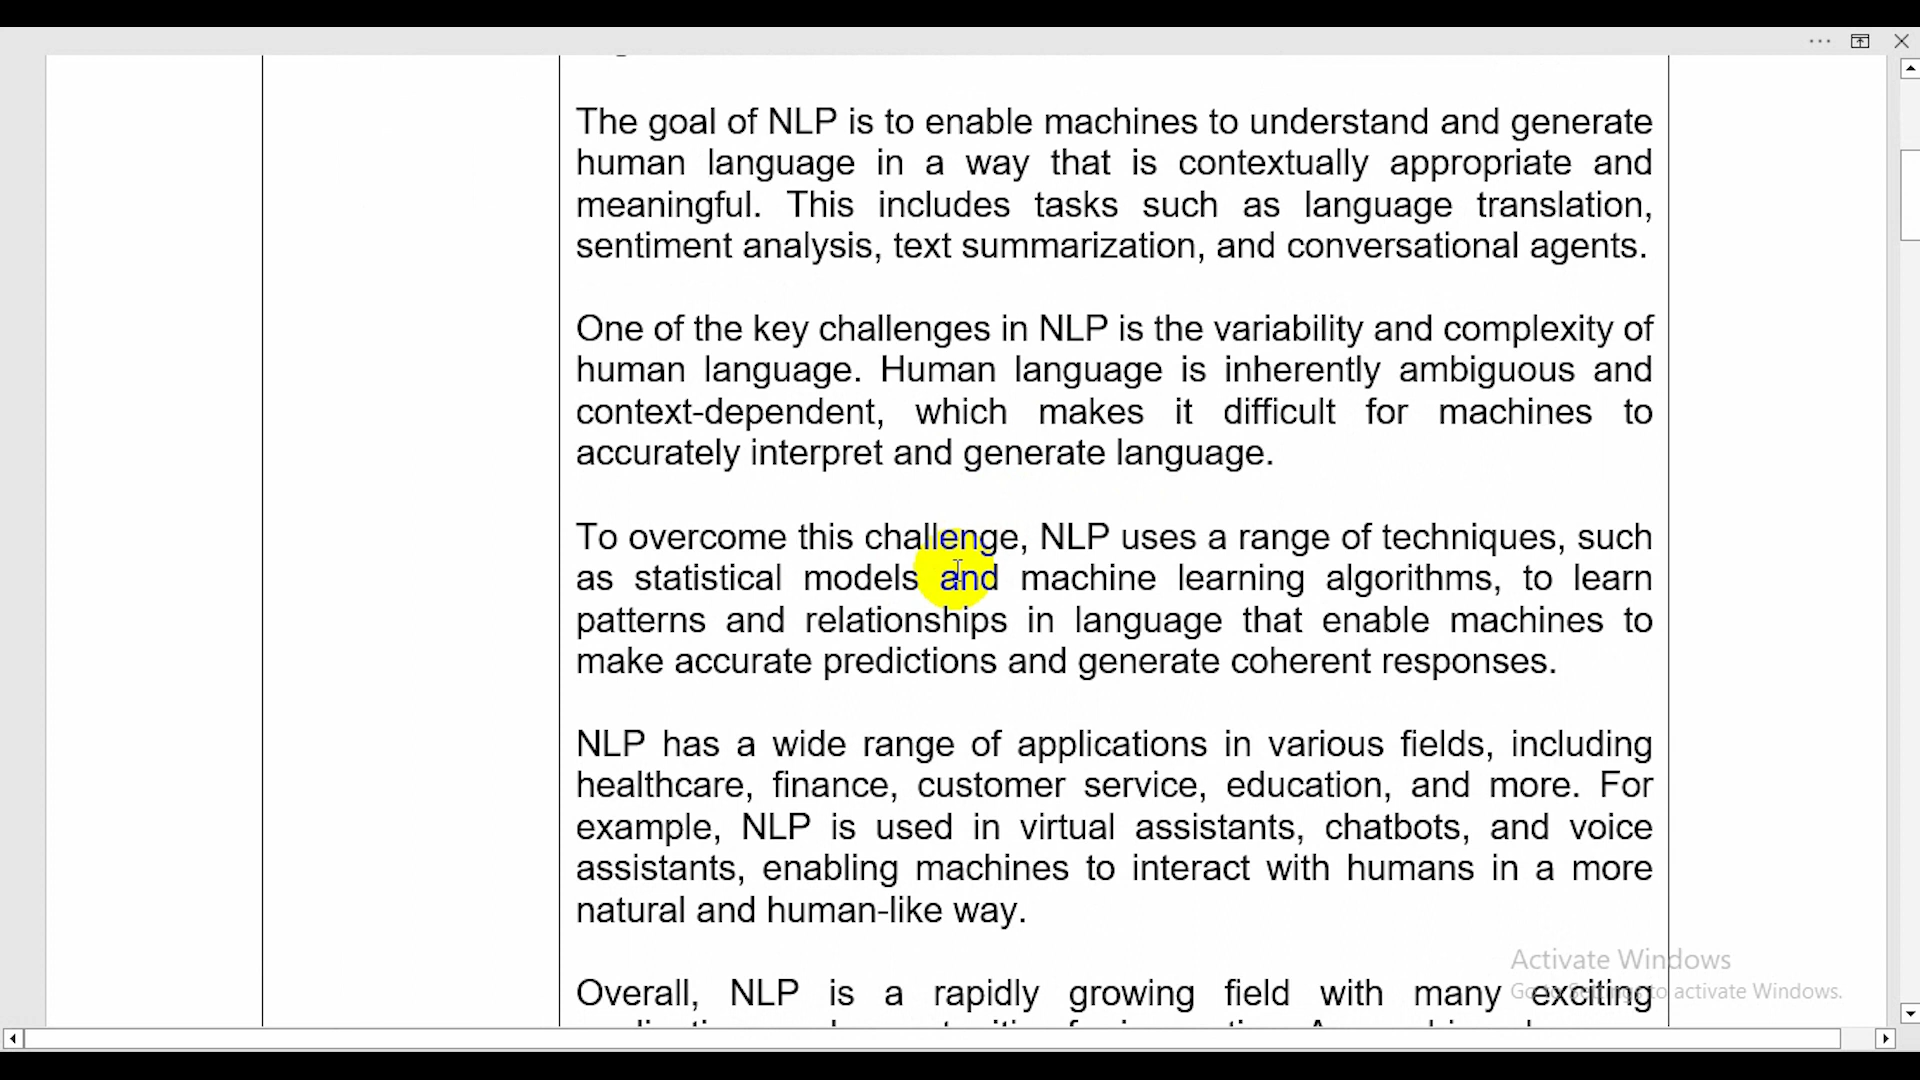 The goal of NLP is to enable machines to understand and generate
human language in a way that is contextually appropriate and
meaningful. This includes tasks such as language translation,
sentiment analysis, text summarization, and conversational agents.
One of the key challenges in NLP is the variability and complexity of
human language. Human language is inherently ambiguous and
context-dependent, which makes it difficult for machines to
accurately interpret and generate language.
To overcome this challenge, NLP uses a range of techniques, such
as statistical models and machine learning algorithms, to learn
patterns and relationships in language that enable machines to
make accurate predictions and generate coherent responses.
NLP has a wide range of applications in various fields, including
healthcare, finance, customer service, education, and more. For
example, NLP is used in virtual assistants, chatbots, and voice
assistants, enabling machines to interact with humans in a more
natural and human-like way.
Activate Windows
Overall, NLP is a rapidly growing field with many exciting
Go to Settings to activate Windows.